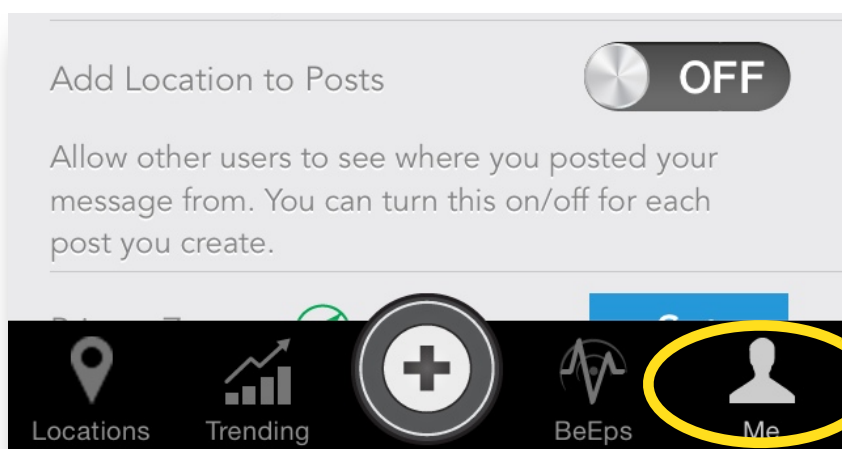 Add Location to Posts
OFF
Allow other users to see where you posted your
message from. You can turn this on/off for each
post you create.
Locations
Trending
BeEps
Me